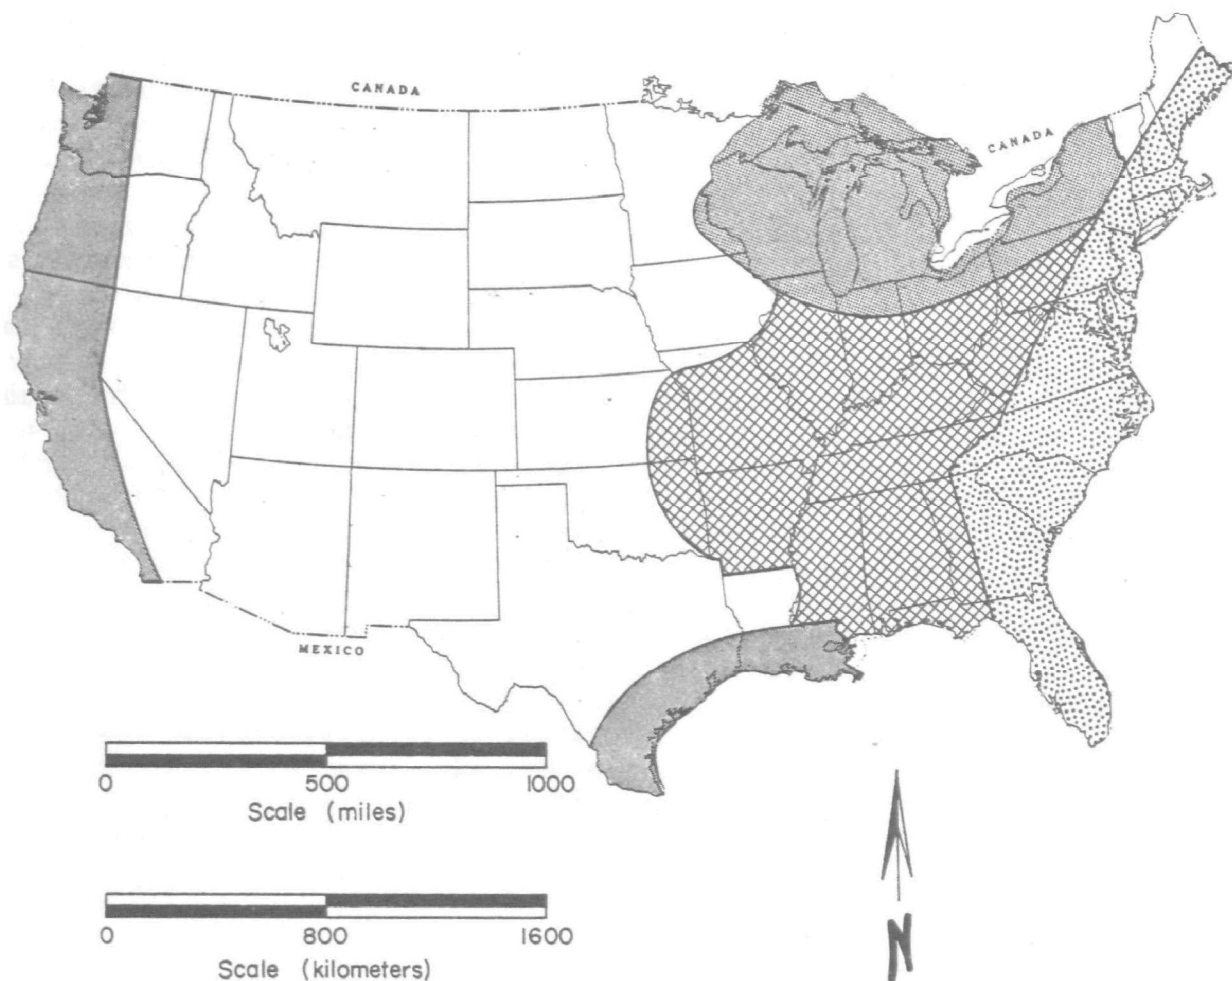 CANADA
CANADA
MEXICO
0 500 1000
Scale (miles)
0 800 1600
Scale (kilometers)
N